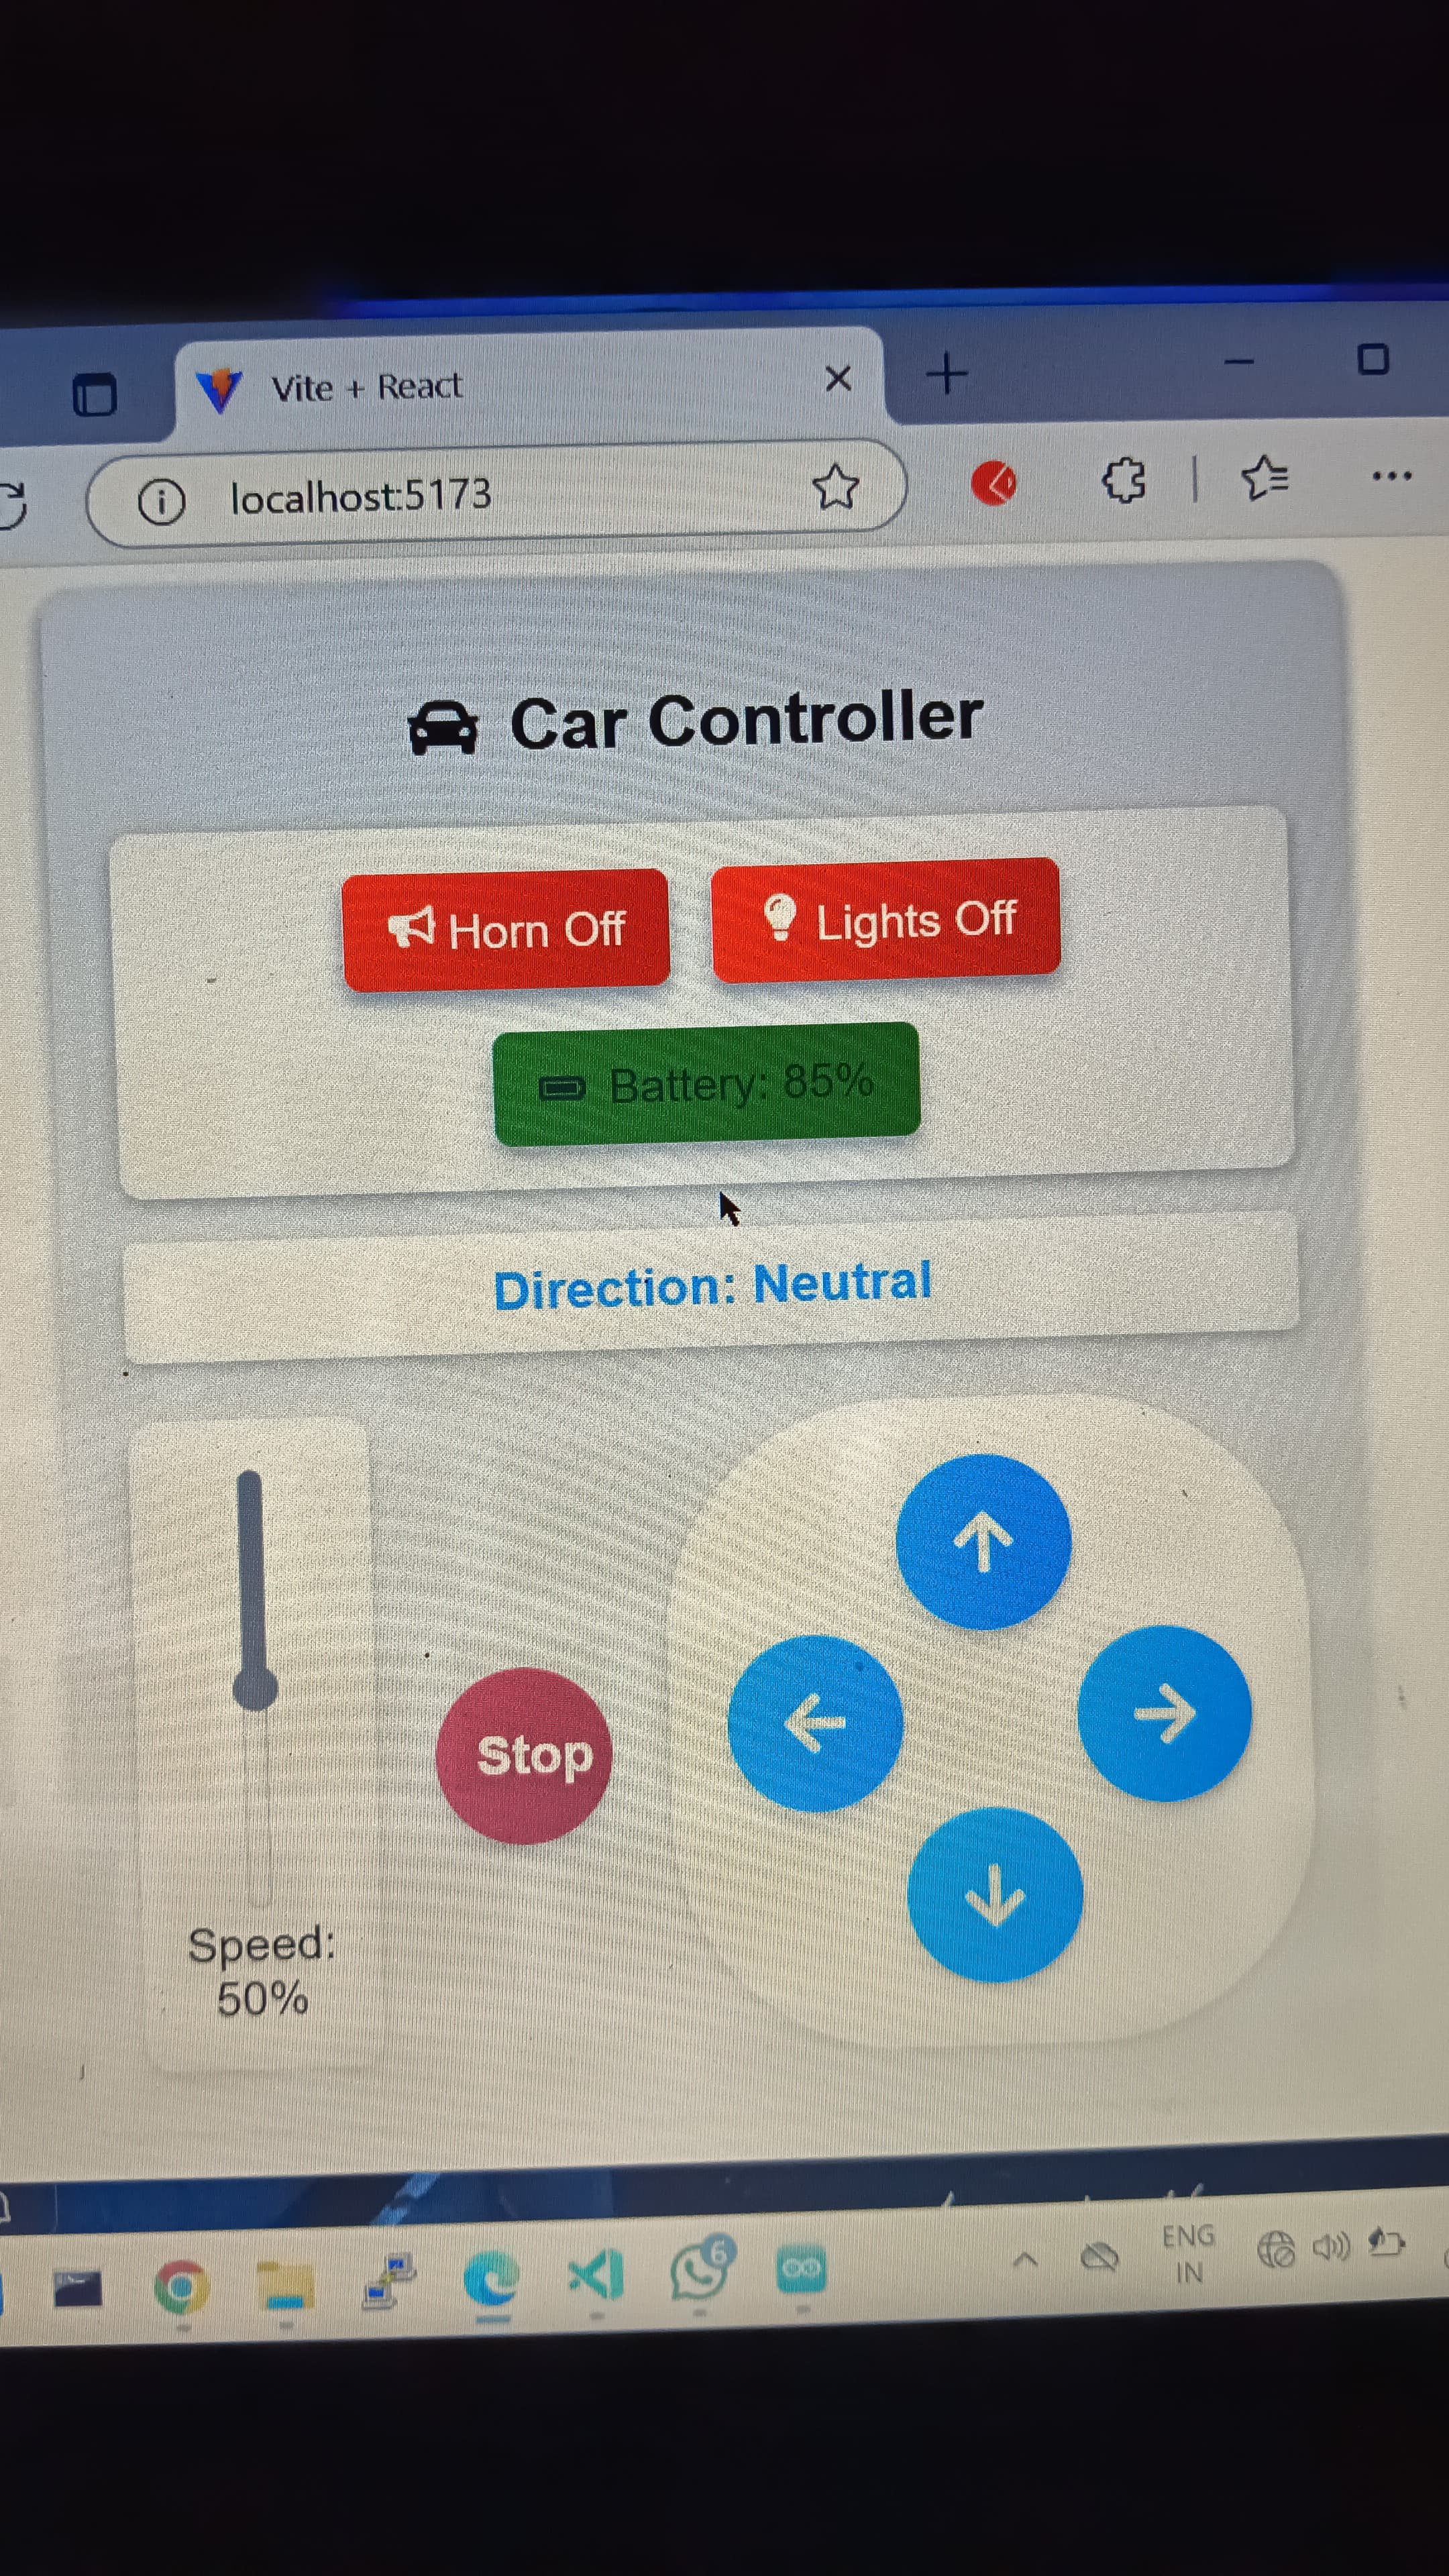 Vite + React
localhost:5173
Car Controller
Horn Off
Lights Off
Battery: 85%
Direction: Neutral
Stop
Speed:
50%
6
ENG
IN